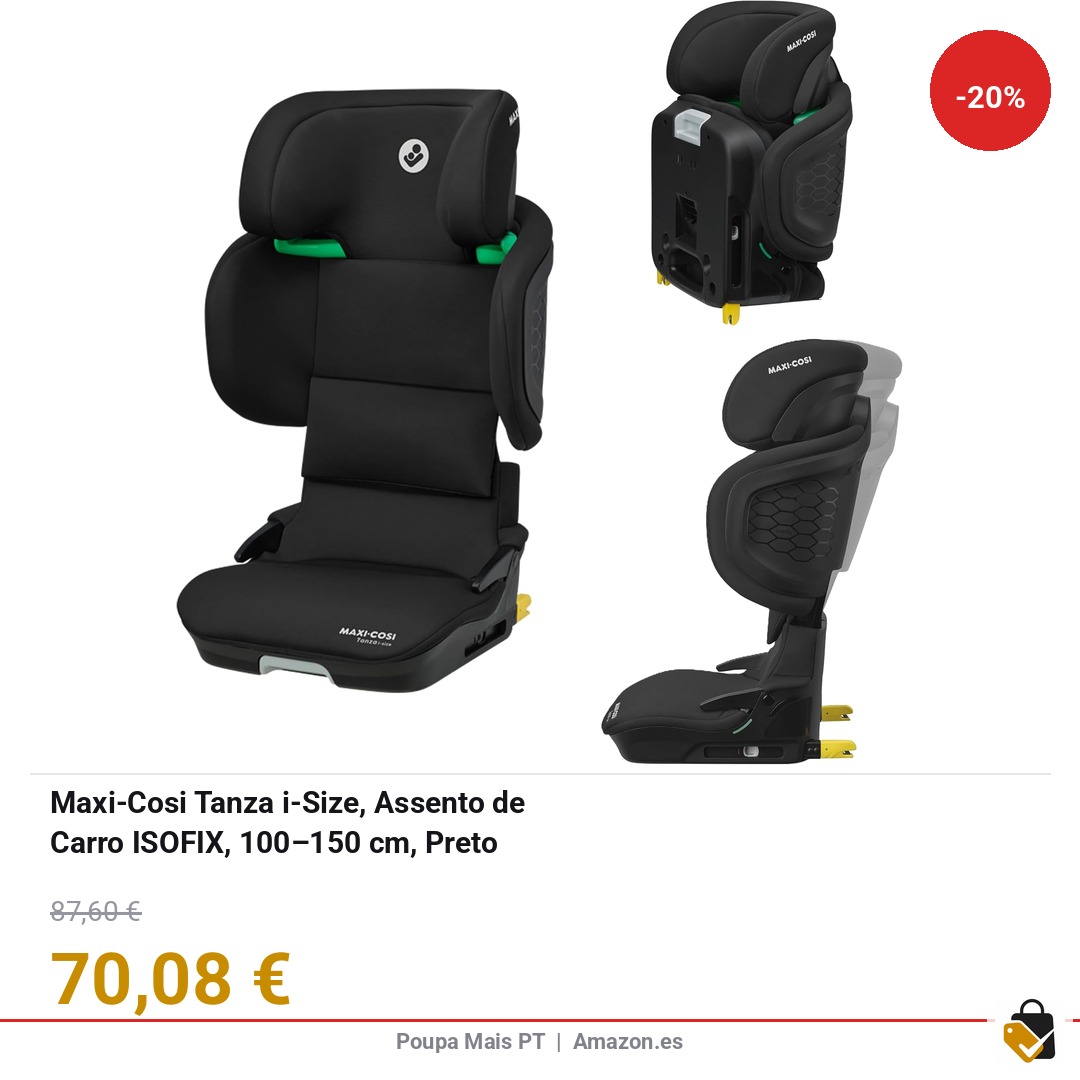 MAXI-COSI
-20%
MAXI
MAXI-COSI
MAXI-COSI
Tanza i-size
Maxi-Cosi Tanza i-Size, Assento de
Carro ISOFIX, 100–150 cm, Preto
87,60 €
70,08 €
Poupa Mais PT | Amazon.es